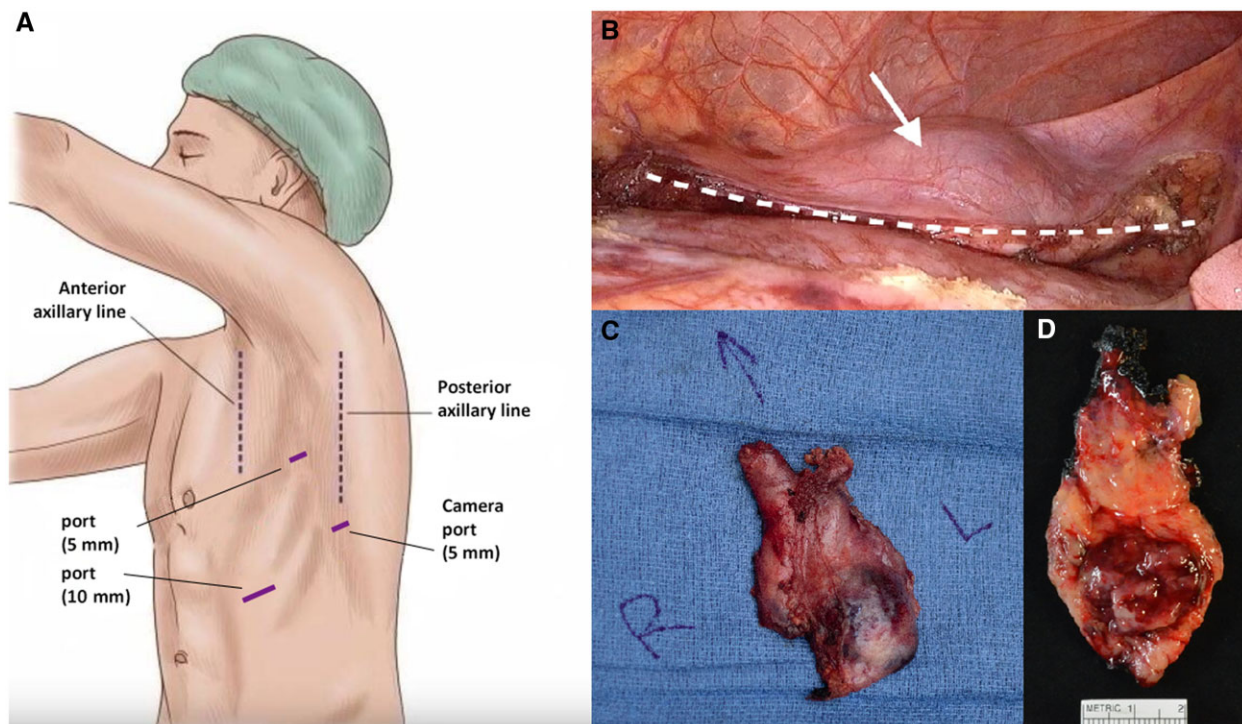 A
Anterior
axillary line
Posterior
axillary line
port
(5 mm)
port
(10 mm)
Camera
port
(5 mm)
B
C
R
L
D
METRIC 1 2